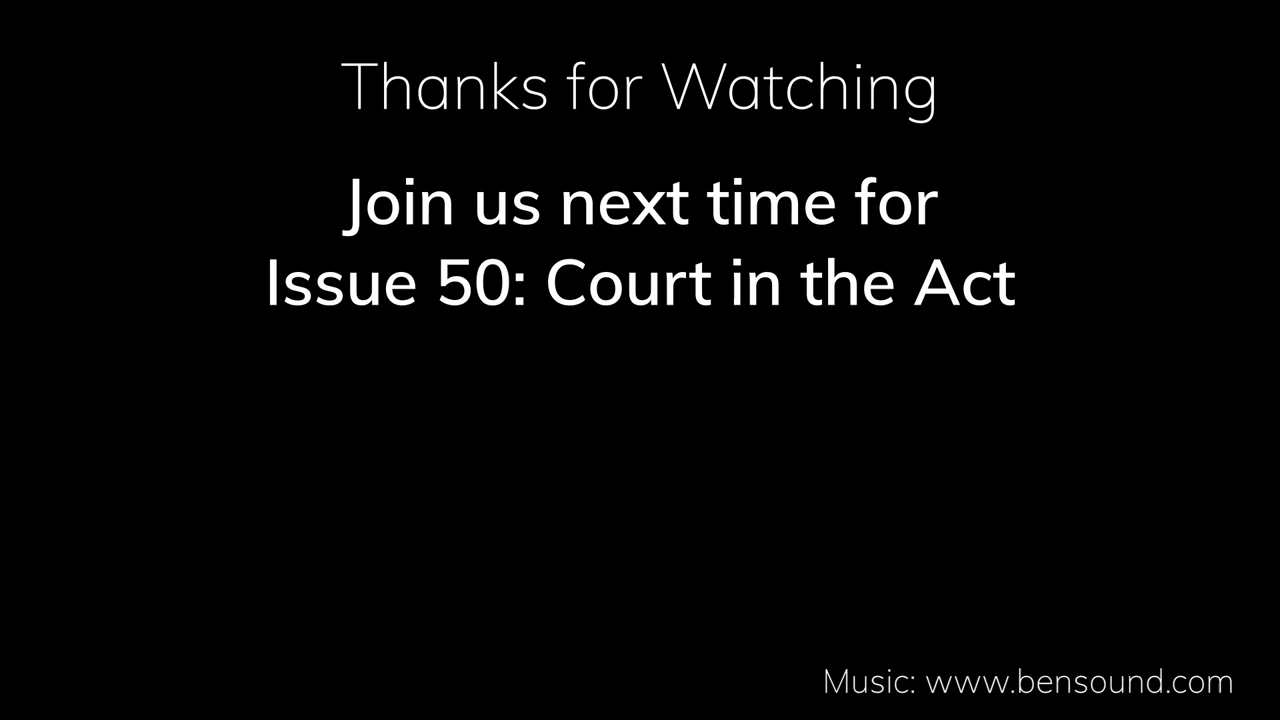 Thanks for Watching
Join us next time for
Issue 50: Court in the Act
Music: www.bensound.com